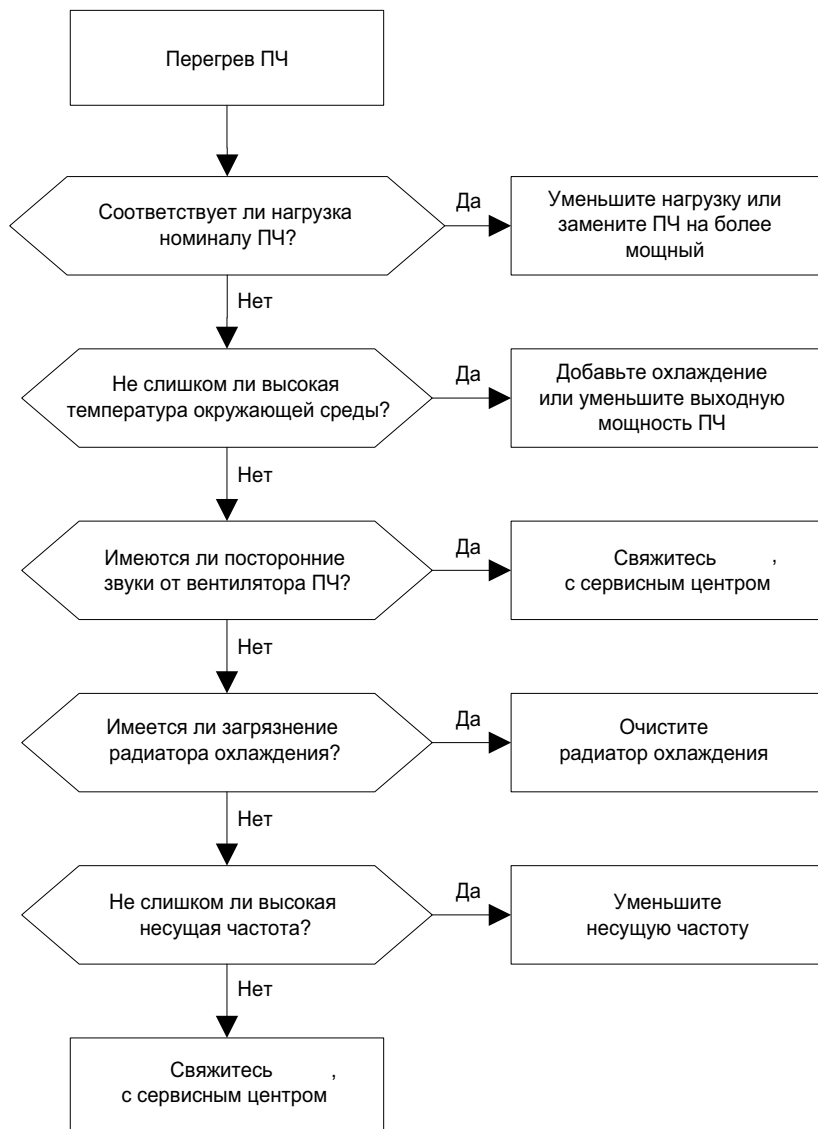 Перегрев ПЧ
Соответствует ли нагрузка
номиналу ПЧ?
Да
Уменьшите нагрузку или
замените ПЧ на более
мощный
Нет
Не слишком ли высокая
температура окружающей среды?
Да
Добавьте охлаждение
или уменьшите выходную
мощность ПЧ
Нет
Имеются ли посторонние
звуки от вентилятора ПЧ?
Да
Свяжитесь ,
с сервисным центром
Нет
Имеется ли загрязнение
радиатора охлаждения?
Да
Очистите
радиатор охлаждения
Нет
Не слишком ли высокая
несущая частота?
Да
Уменьшите
несущую частоту
Нет
Свяжитесь ,
с сервисным центром